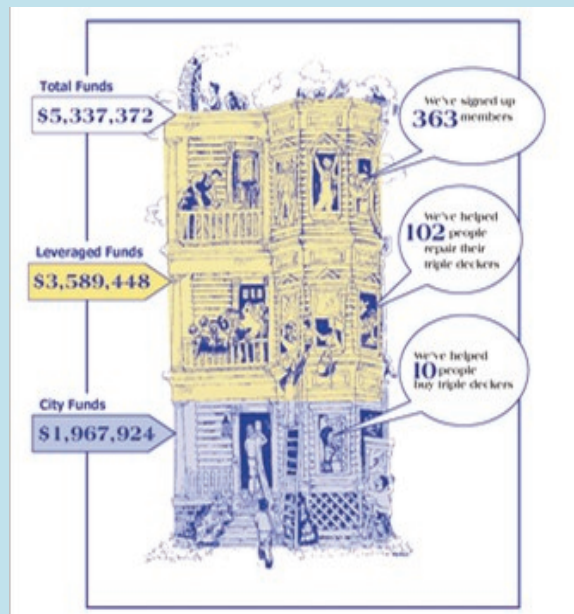 Total Funds
$5,337,372
We've signed up
363 members
We've helped
102 people
repair their
triple deckers
Leveraged Funds
$3,589,448
We've helped
10 people
buy triple deckers
City Funds
$1,967,924